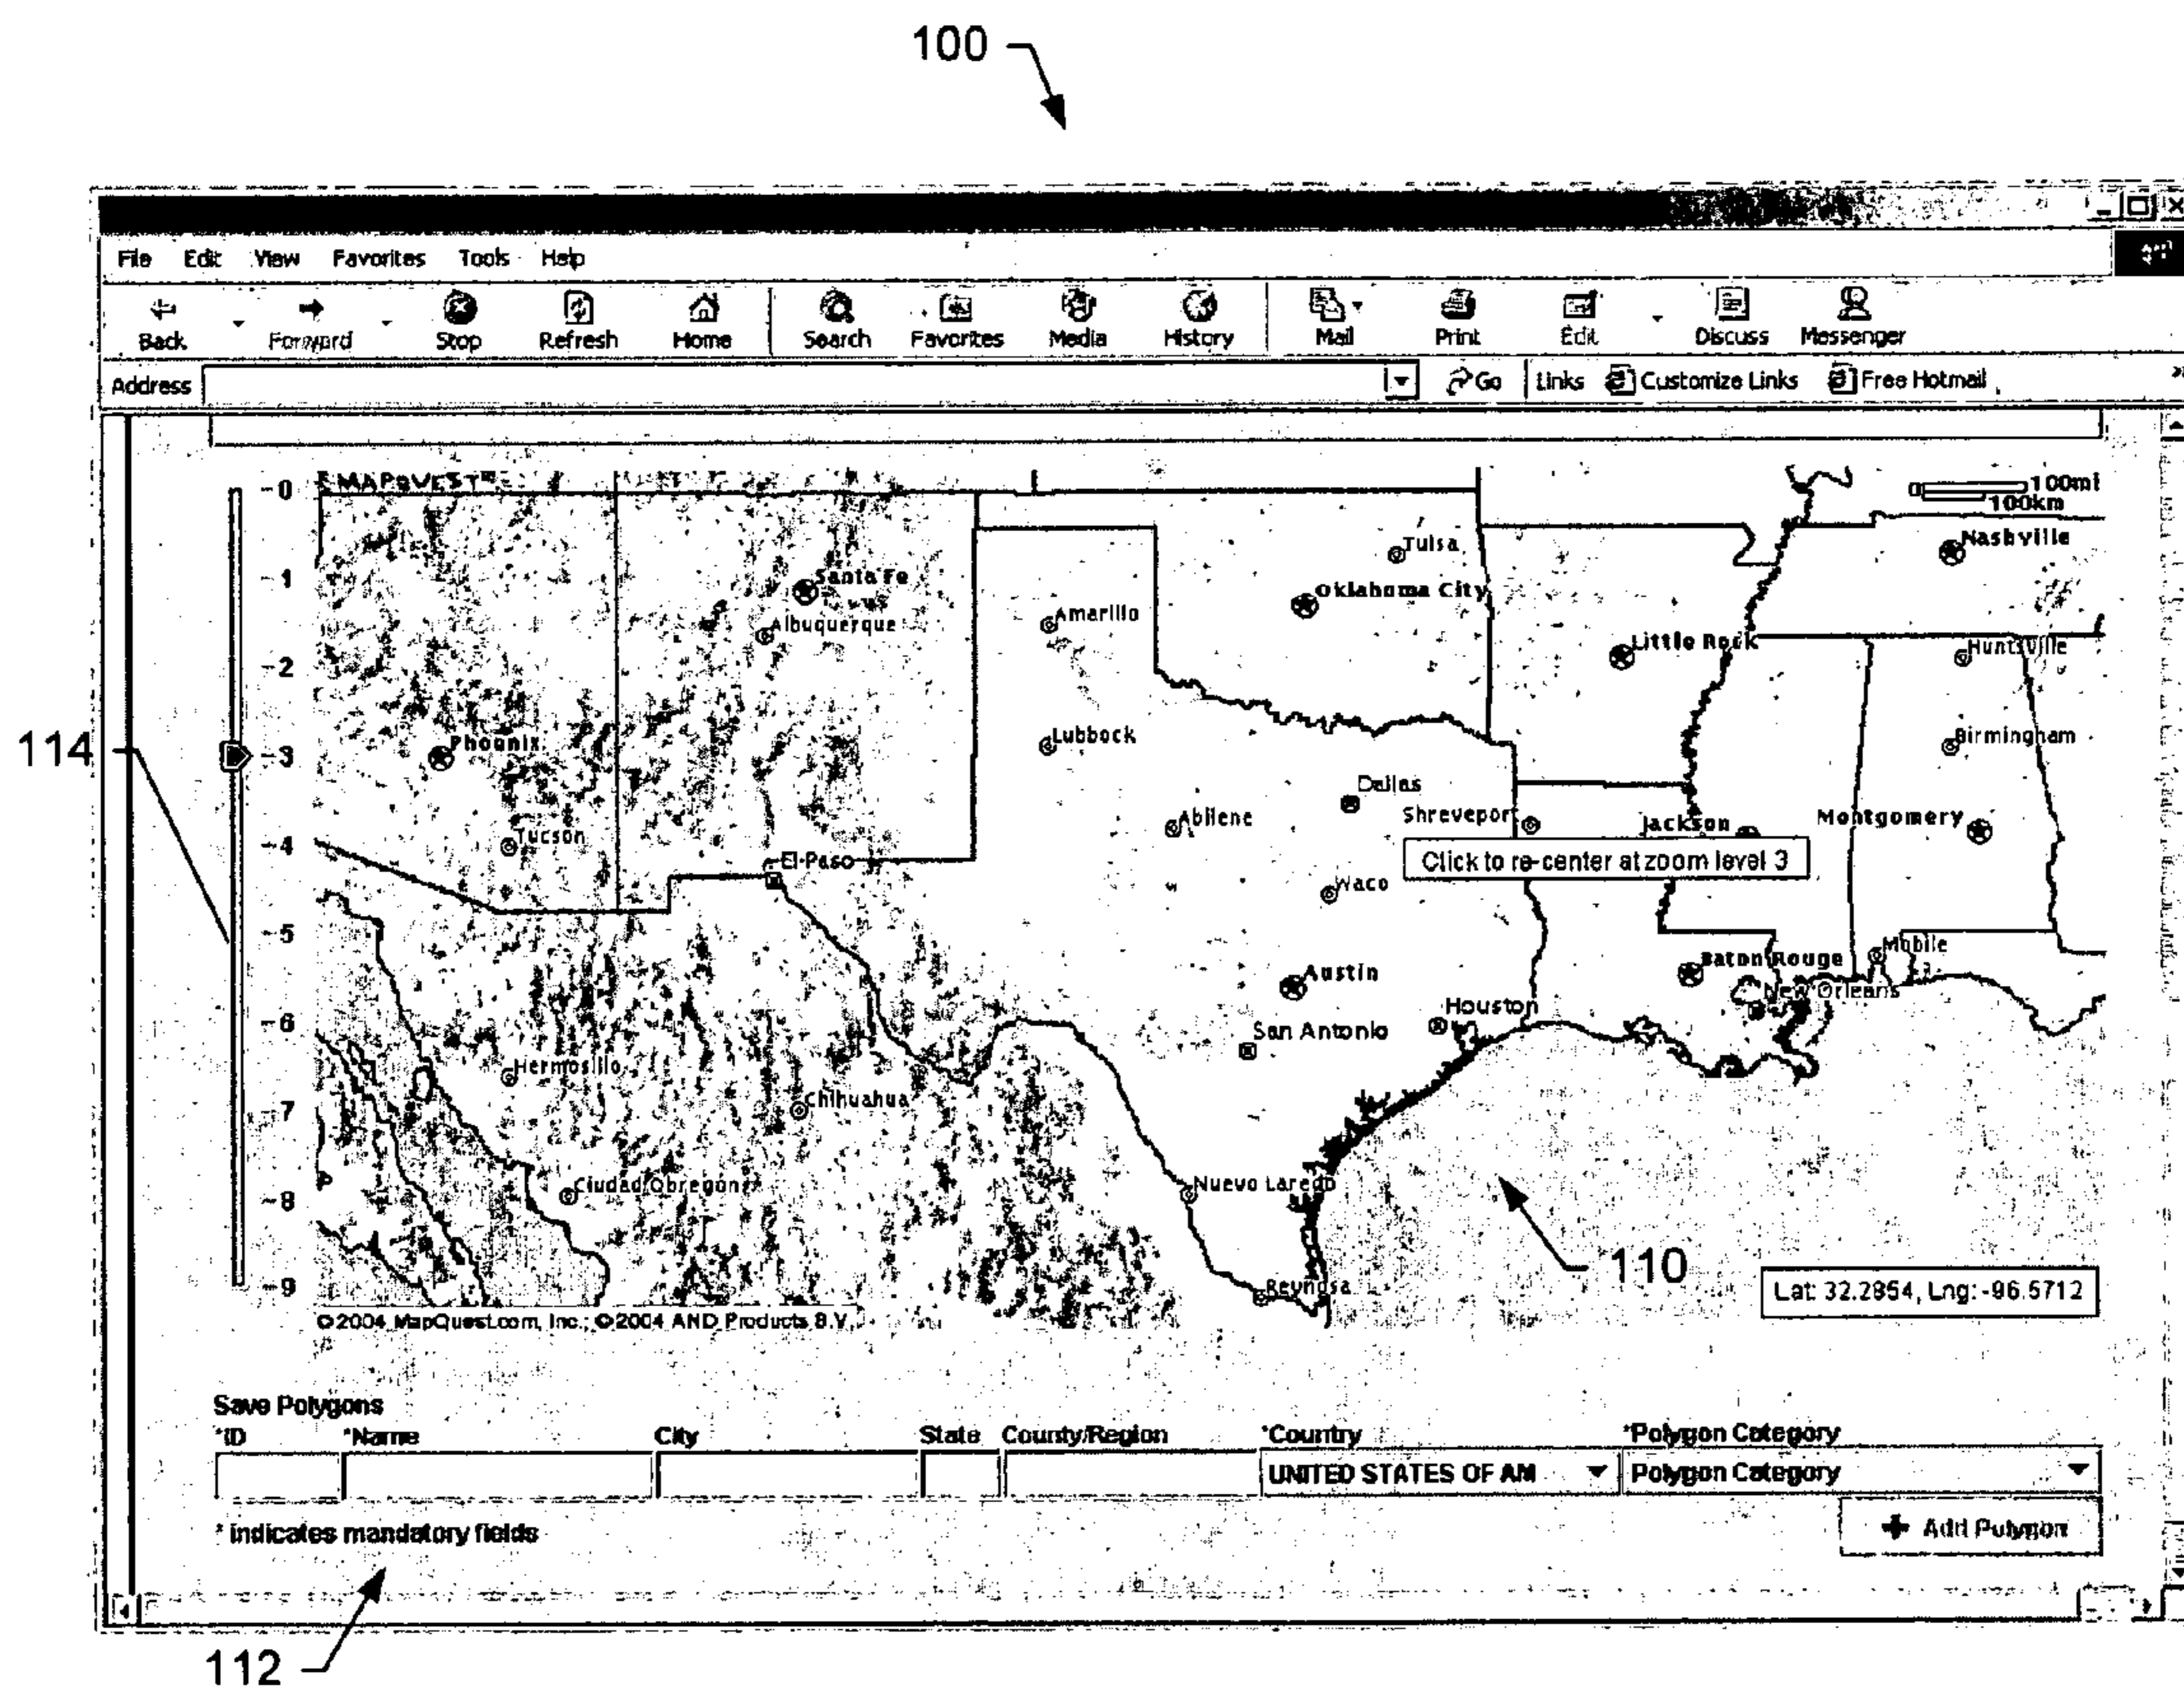 100
File Edit View Favorites Tools Help
Back Forward Stop Refresh Home Search Favorites Media History Mail Print Edit Discuss Messenger
Address Go Links Customize Links Free Hotmail
MAPQUEST
100mi
100km
0
1
2
3
4
5
6
7
8
9
Nashville
Tulsa
Santa Fe
Oklahoma City
Albuquerque
Amarillo
Little Rock
Huntsville
Phoenix
Lubbock
Birmingham
114
Dallas
Tucson
Abilene
Shreveport
Jackson
Montgomery
El Paso
Click to re-center at zoom level 3
Waco
Mobile
Baton Rouge
Austin
New Orleans
Houston
San Antonio
Hermosillo
Chihuahua
Ciudad Obregon
Nuevo Laredo
110
Reynosa
Lat: 32.2854, Lng: -96.5712
©2004 MapQuest.com, Inc.; ©2004 AND Products B.V.
Save Polygons
*ID *Name City State County/Region *Country *Polygon Category
UNITED STATES OF AM Polygon Category
* indicates mandatory fields
Add Polygon
112